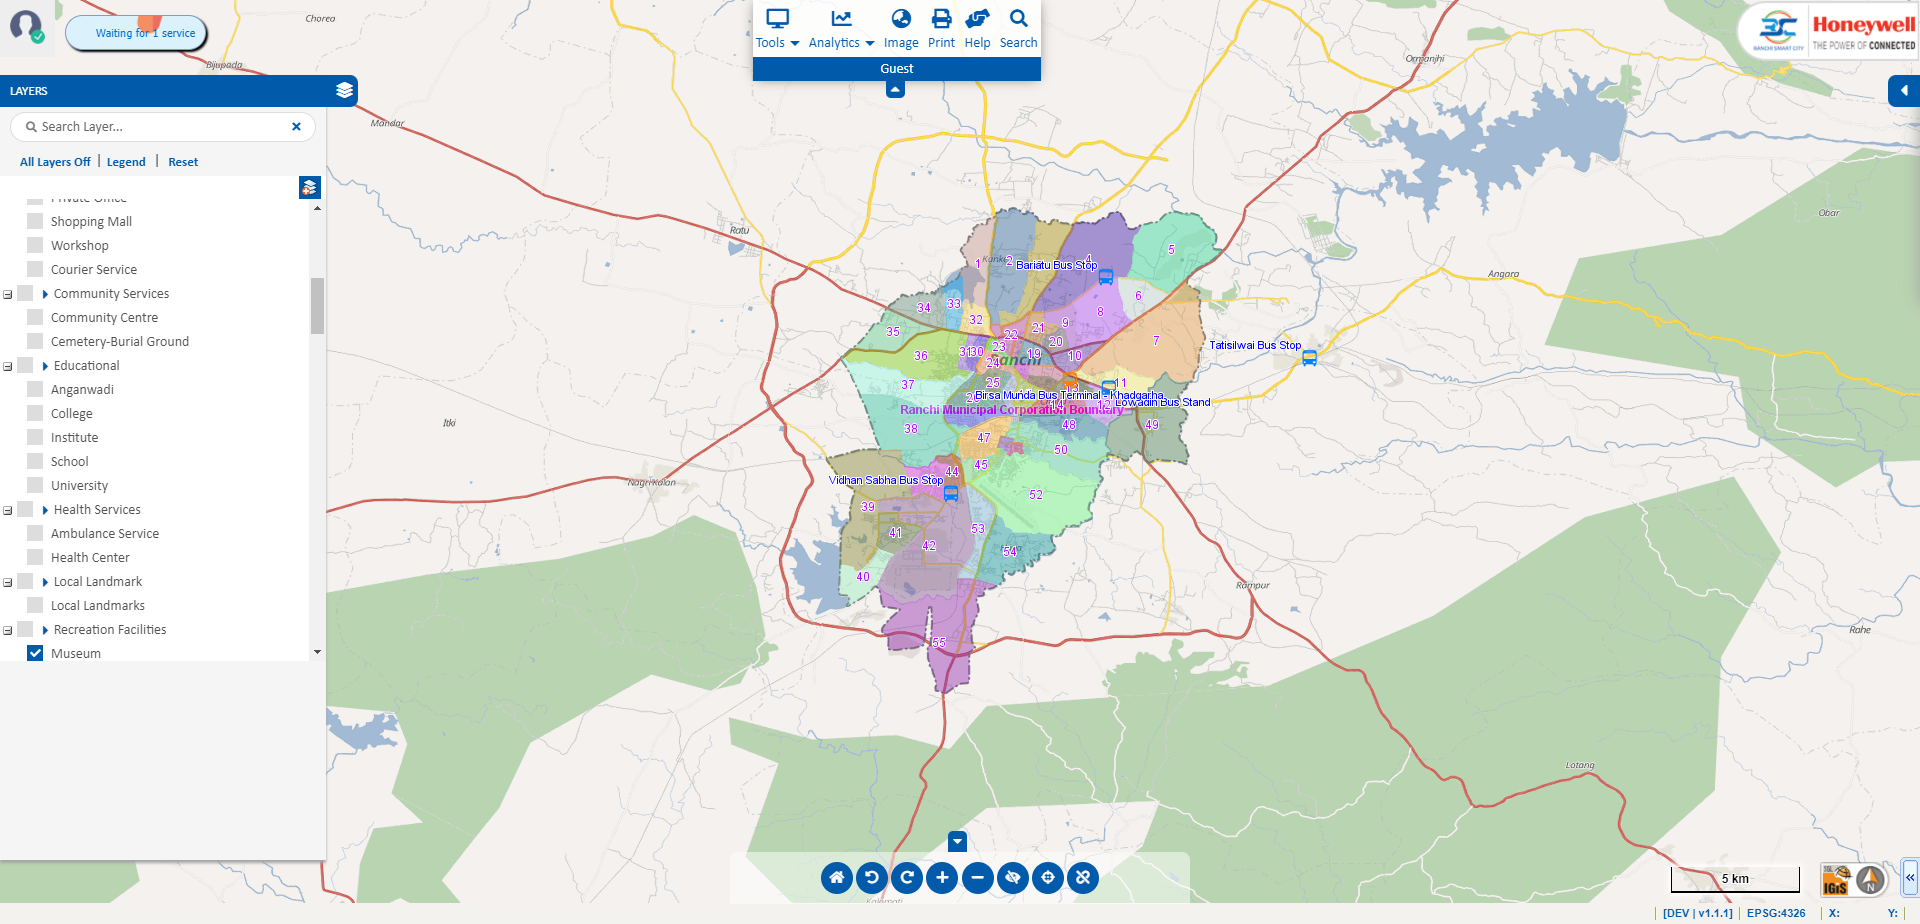 Waiting for 1 service
Tools
Analytics
Image
Print
Help
Search
Guest
RANCHI SMART CITY
Honeywell
THE POWER OF CONNECTED
LAYERS
Search Layer...
All Layers Off | Legend | Reset
Private Office
Shopping Mall
Workshop
Courier Service
Community Services
Community Centre
Cemetery-Burial Ground
Educational
Anganwadi
College
Institute
School
University
Health Services
Ambulance Service
Health Center
Local Landmark
Local Landmarks
Recreation Facilities
Museum
Chorea
Bijupada
Mandar
Ormanjhi
Ratu
Obar
Angara
Itki
Nagri Kalan
Rampur
Rahe
Lotang
Kalamati
Kanke
1
2
4
5
Bariatu Bus Stop
6
7
8
9
34
33
32
35
36
22
21
20
23
31
30
19
10
24
Ranchi
Tatisilwai Bus Stop
37
25
11
Birsa Munda Bus Terminal - Khadgarha
Lowadih Bus Stand
14
12
Ranchi Municipal Corporation Boundary
38
48
49
47
50
45
44
Vidhan Sabha Bus Stop
52
39
53
41
42
54
40
55
5 km
IGiS
N
[DEV | v1.1.1]
EPSG:4326
X:
Y: